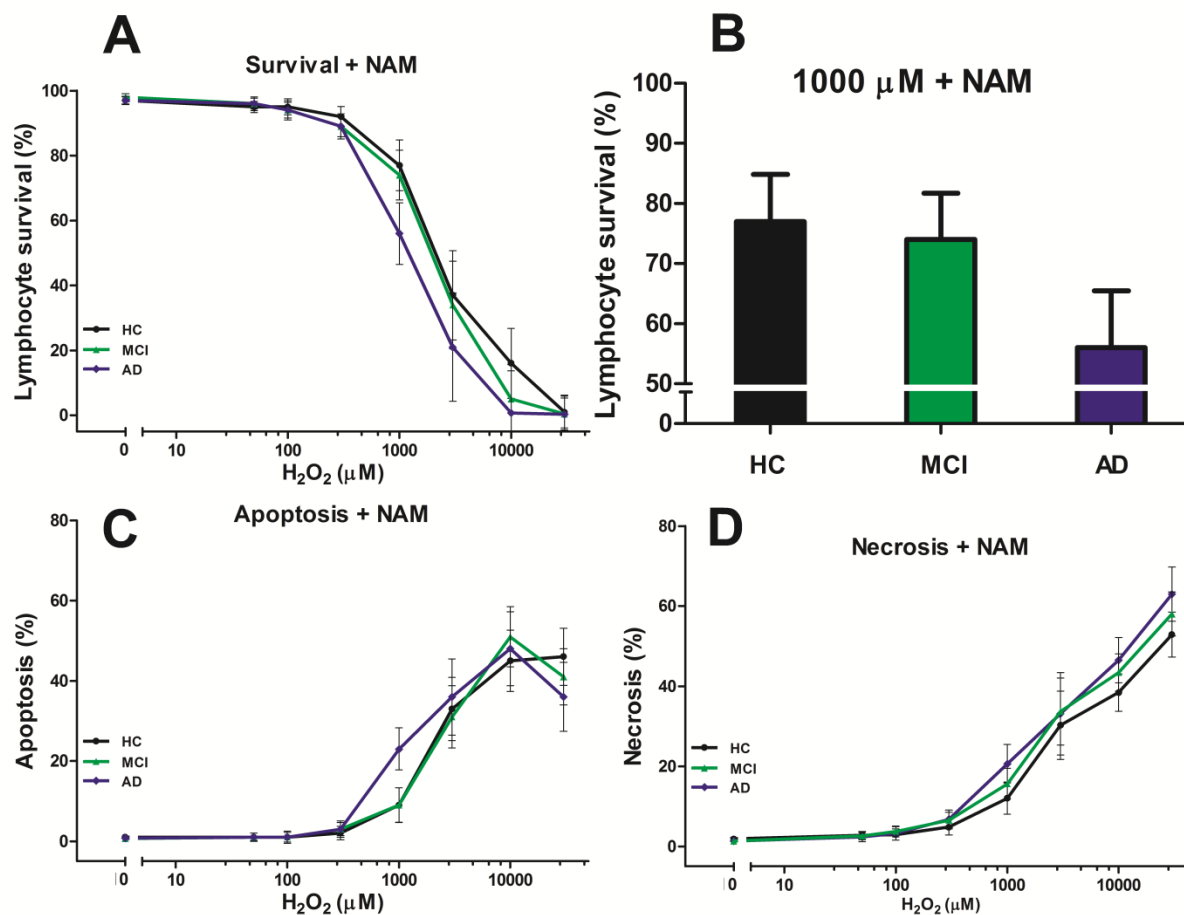 A
Survival + NAM
Lymphocyte survival (%)
100
80
60
40
20
0
HC
MCI
AD
0 10 100 1000 10000
H₂O₂ (μM)
B
1000 μM + NAM
Lymphocyte survival (%)
100
90
80
70
60
50
0
HC MCI AD
C
Apoptosis + NAM
Apoptosis (%)
80
60
40
20
0
HC
MCI
AD
0 10 100 1000 10000
H₂O₂ (μM)
D
Necrosis + NAM
Necrosis (%)
80
60
40
20
0
HC
MCI
AD
0 10 100 1000 10000
H₂O₂ (μM)